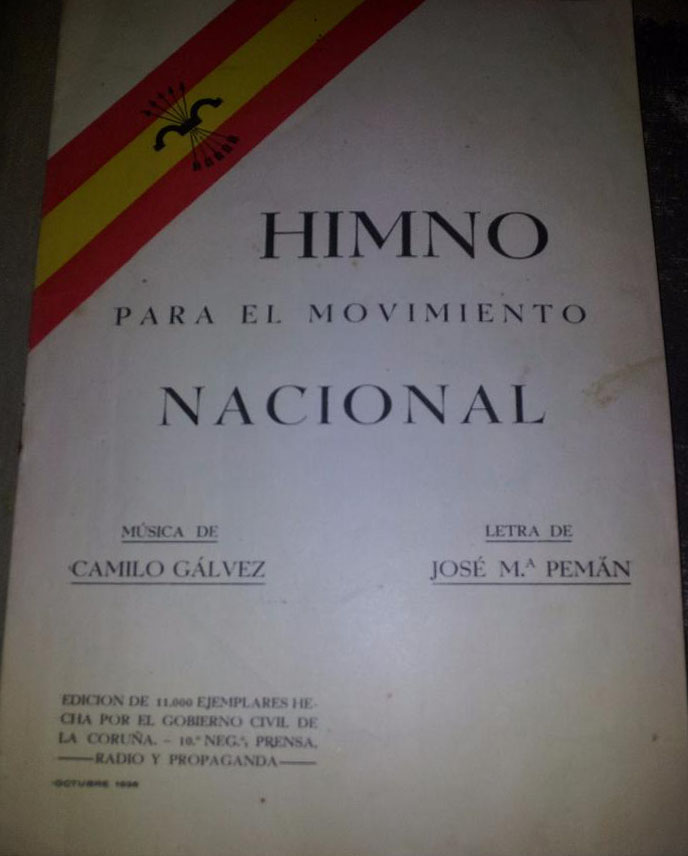 HIMNO
PARA EL MOVIMIENTO
NACIONAL
MÚSICA DE
CAMILO GÁLVEZ
LETRA DE
JOSÉ M.ª PEMÁN
EDICION DE 11.000 EJEMPLARES HE-
CHA POR EL GOBIERNO CIVIL DE
LA CORUÑA. - 10.º NEG.º; PRENSA,
RADIO Y PROPAGANDA
OCTUBRE